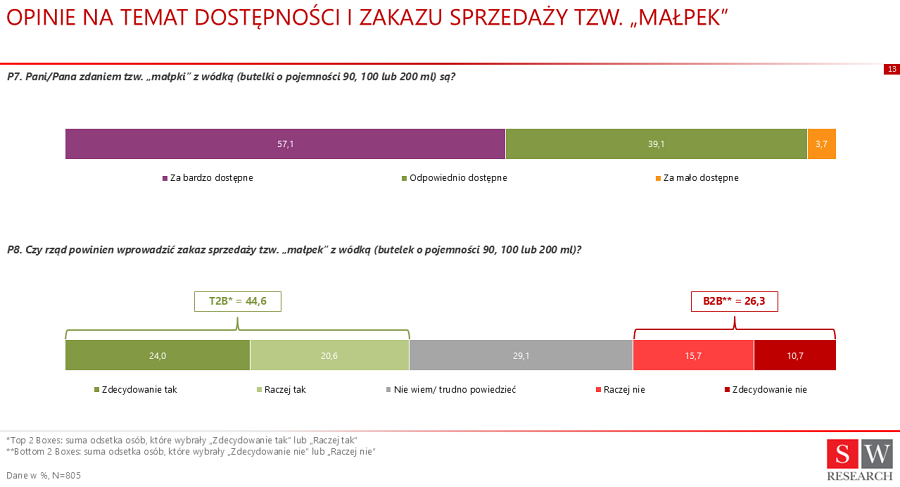 OPINIE NA TEMAT DOSTĘPNOŚCI I ZAKAZU SPRZEDAŻY TZW. „MAŁPEK”
13
P7. Pani/Pana zdaniem tzw. „małpki” z wódką (butelki o pojemności 90, 100 lub 200 ml) są?
57,1 39,1 3,7
Za bardzo dostępne Odpowiednio dostępne Za mało dostępne
P8. Czy rząd powinien wprowadzić zakaz sprzedaży tzw. „małpek” z wódką (butelek o pojemności 90, 100 lub 200 ml)?
T2B* = 44,6 B2B** = 26,3
24,0 20,6 29,1 15,7 10,7
Zdecydowanie tak Raczej tak Nie wiem/ trudno powiedzieć Raczej nie Zdecydowanie nie
*Top 2 Boxes: suma odsetka osób, które wybrały „Zdecydowanie tak” lub „Raczej tak”
**Bottom 2 Boxes: suma odsetka osób, które wybrały „Zdecydowanie nie” lub „Raczej nie”
Dane w %, N=805
S W
RESEARCH